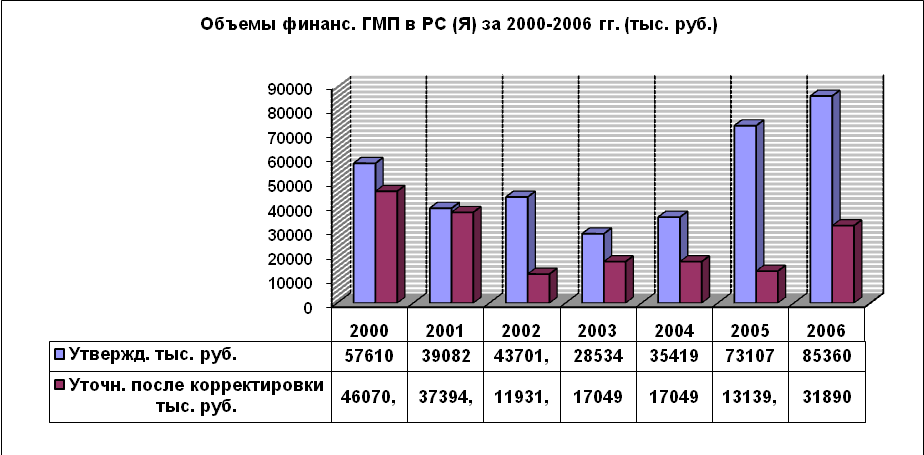 Объемы финанс. ГМП в РС (Я) за 2000-2006 гг. (тыс. руб.)
90000
80000
70000
60000
50000
40000
30000
20000
10000
0
2000 2001 2002 2003 2004 2005 2006
Утвержд. тыс. руб. 57610 39082 43701, 28534 35419 73107 85360
Уточн. после корректировки
тыс. руб. 46070, 37394, 11931, 17049 17049 13139, 31890